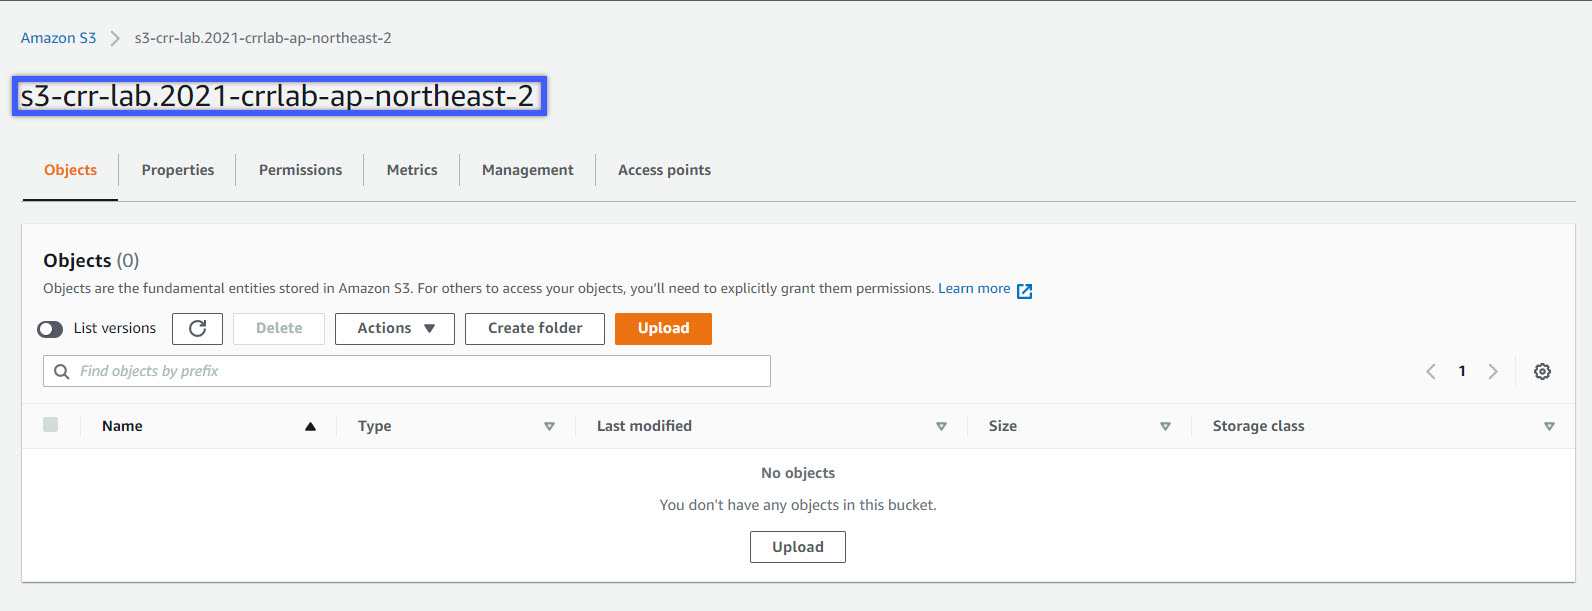 Amazon S3 s3-crr-lab.2021-crrlab-ap-northeast-2
s3-crr-lab.2021-crrlab-ap-northeast-2
Objects Properties Permissions Metrics Management Access points
Objects (0)
Objects are the fundamental entities stored in Amazon S3. For others to access your objects, you'll need to explicitly grant them permissions. Learn more
List versions Delete Actions Create folder Upload
Find objects by prefix 1
Name Type Last modified Size Storage class
No objects
You don't have any objects in this bucket.
Upload